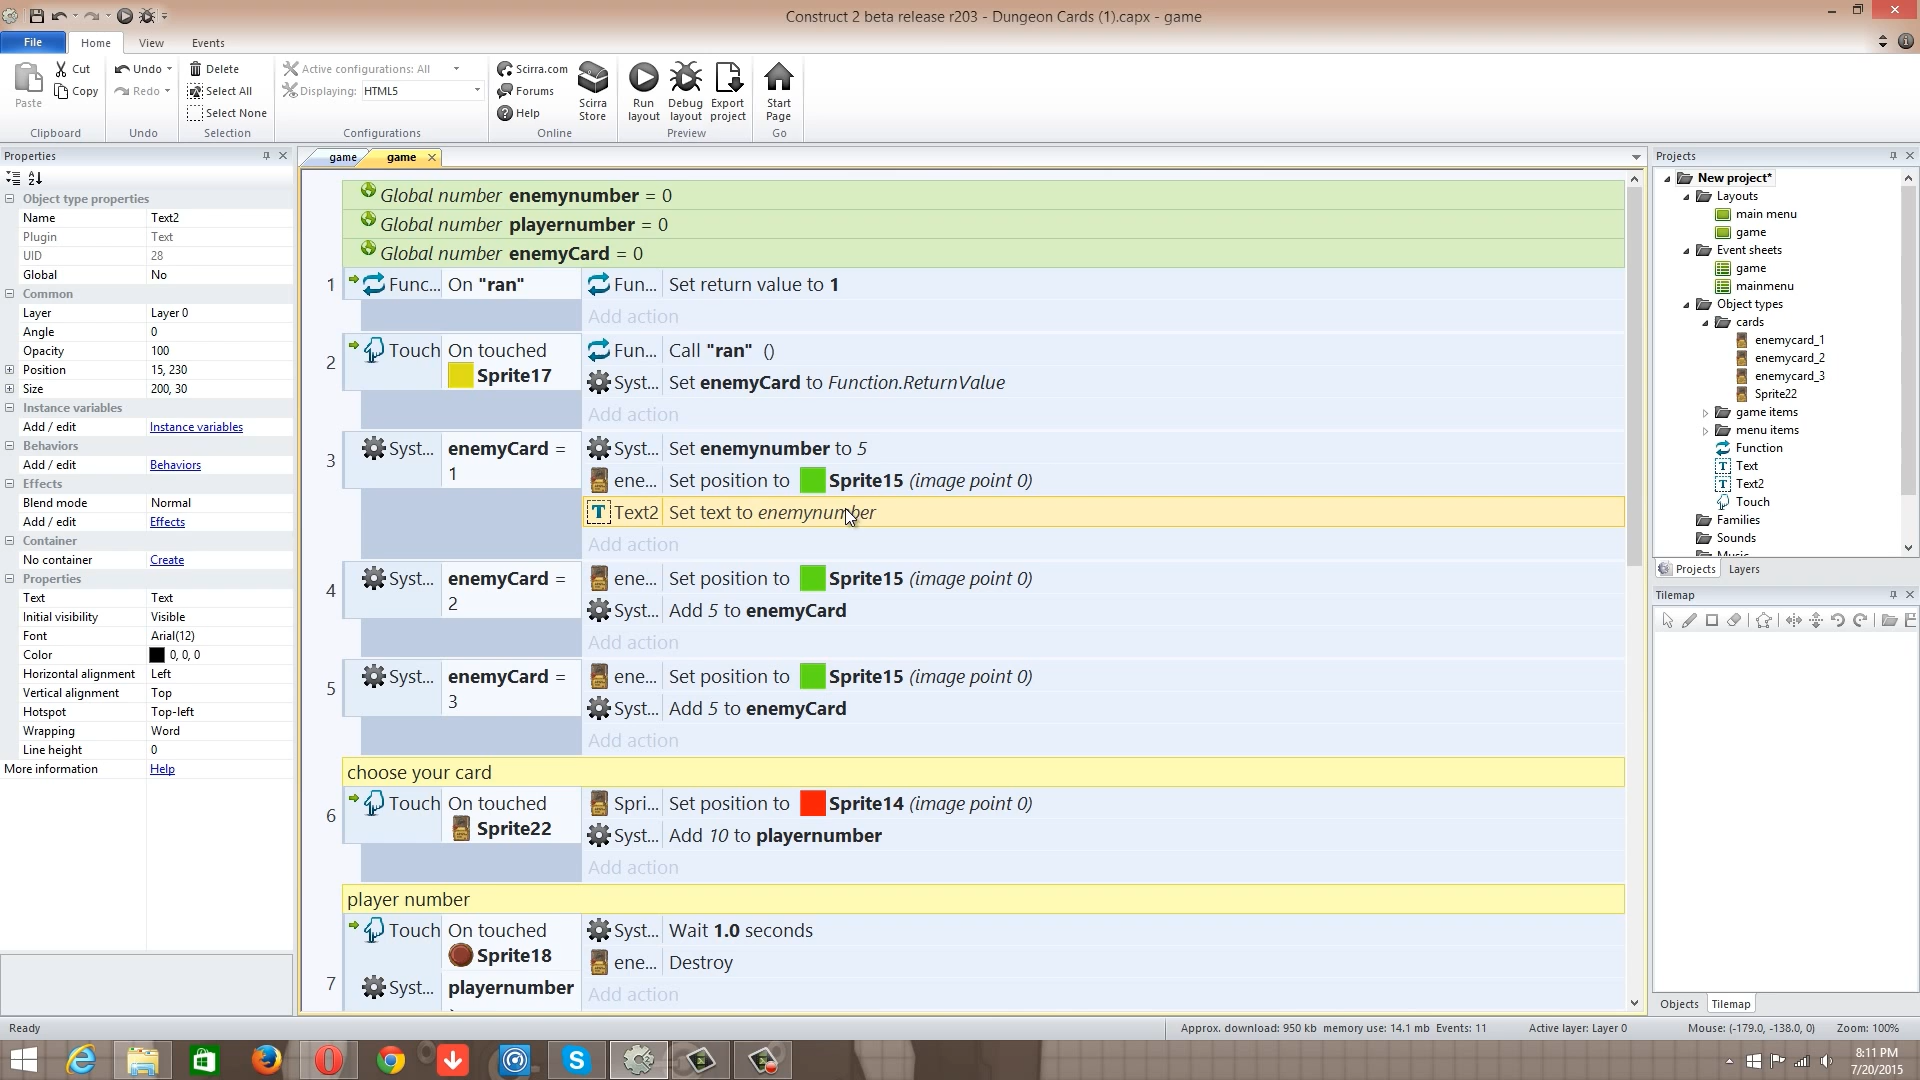 Construct 2 beta release r203 - Dungeon Cards (1).capx - game
File
Home
View
Events
Paste
Cut
Copy
Clipboard
Undo
Redo
Undo
Delete
Select All
Select None
Selection
Active configurations: All
Displaying: HTML5
Configurations
Scirra.com
Forums
Help
Scirra Store
Online
Run layout
Debug layout
Export project
Preview
Start Page
Go
Properties
Object type properties
Name Text2
Plugin Text
UID 28
Global No
Common
Layer Layer 0
Angle 0
Opacity 100
Position 15, 230
Size 200, 30
Instance variables
Add / edit Instance variables
Behaviors
Add / edit Behaviors
Effects
Blend mode Normal
Add / edit Effects
Container
No container Create
Properties
Text Text
Initial visibility Visible
Font Arial(12)
Color 0, 0, 0
Horizontal alignment Left
Vertical alignment Top
Hotspot Top-left
Wrapping Word
Line height 0
More information Help
game
game
Global number enemynumber = 0
Global number playernumber = 0
Global number enemyCard = 0
1 Func... On "ran" Fun... Set return value to 1
Add action
2 Touch On touched Sprite17 Fun... Call "ran" ()
Syst... Set enemyCard to Function.ReturnValue
Add action
3 Syst... enemyCard = 1 Syst... Set enemynumber to 5
ene... Set position to Sprite15 (image point 0)
Text2 Set text to enemynumber
Add action
4 Syst... enemyCard = 2 ene... Set position to Sprite15 (image point 0)
Syst... Add 5 to enemyCard
Add action
5 Syst... enemyCard = 3 ene... Set position to Sprite15 (image point 0)
Syst... Add 5 to enemyCard
Add action
choose your card
6 Touch On touched Sprite22 Spri... Set position to Sprite14 (image point 0)
Syst... Add 10 to playernumber
Add action
player number
Touch On touched Sprite18 Syst... Wait 1.0 seconds
ene... Destroy
7 Syst... playernumber Add action
Projects
New project*
Layouts
main menu
game
Event sheets
game
mainmenu
Object types
cards
enemycard_1
enemycard_2
enemycard_3
Sprite22
game items
menu items
Function
Text
Text2
Touch
Families
Sounds
Projects Layers
Tilemap
Objects Tilemap
Ready
Approx. download: 950 kb memory use: 14.1 mb Events: 11
Active layer: Layer 0
Mouse: (-179.0, -138.0, 0)
Zoom: 100%
8:11 PM
7/20/2015